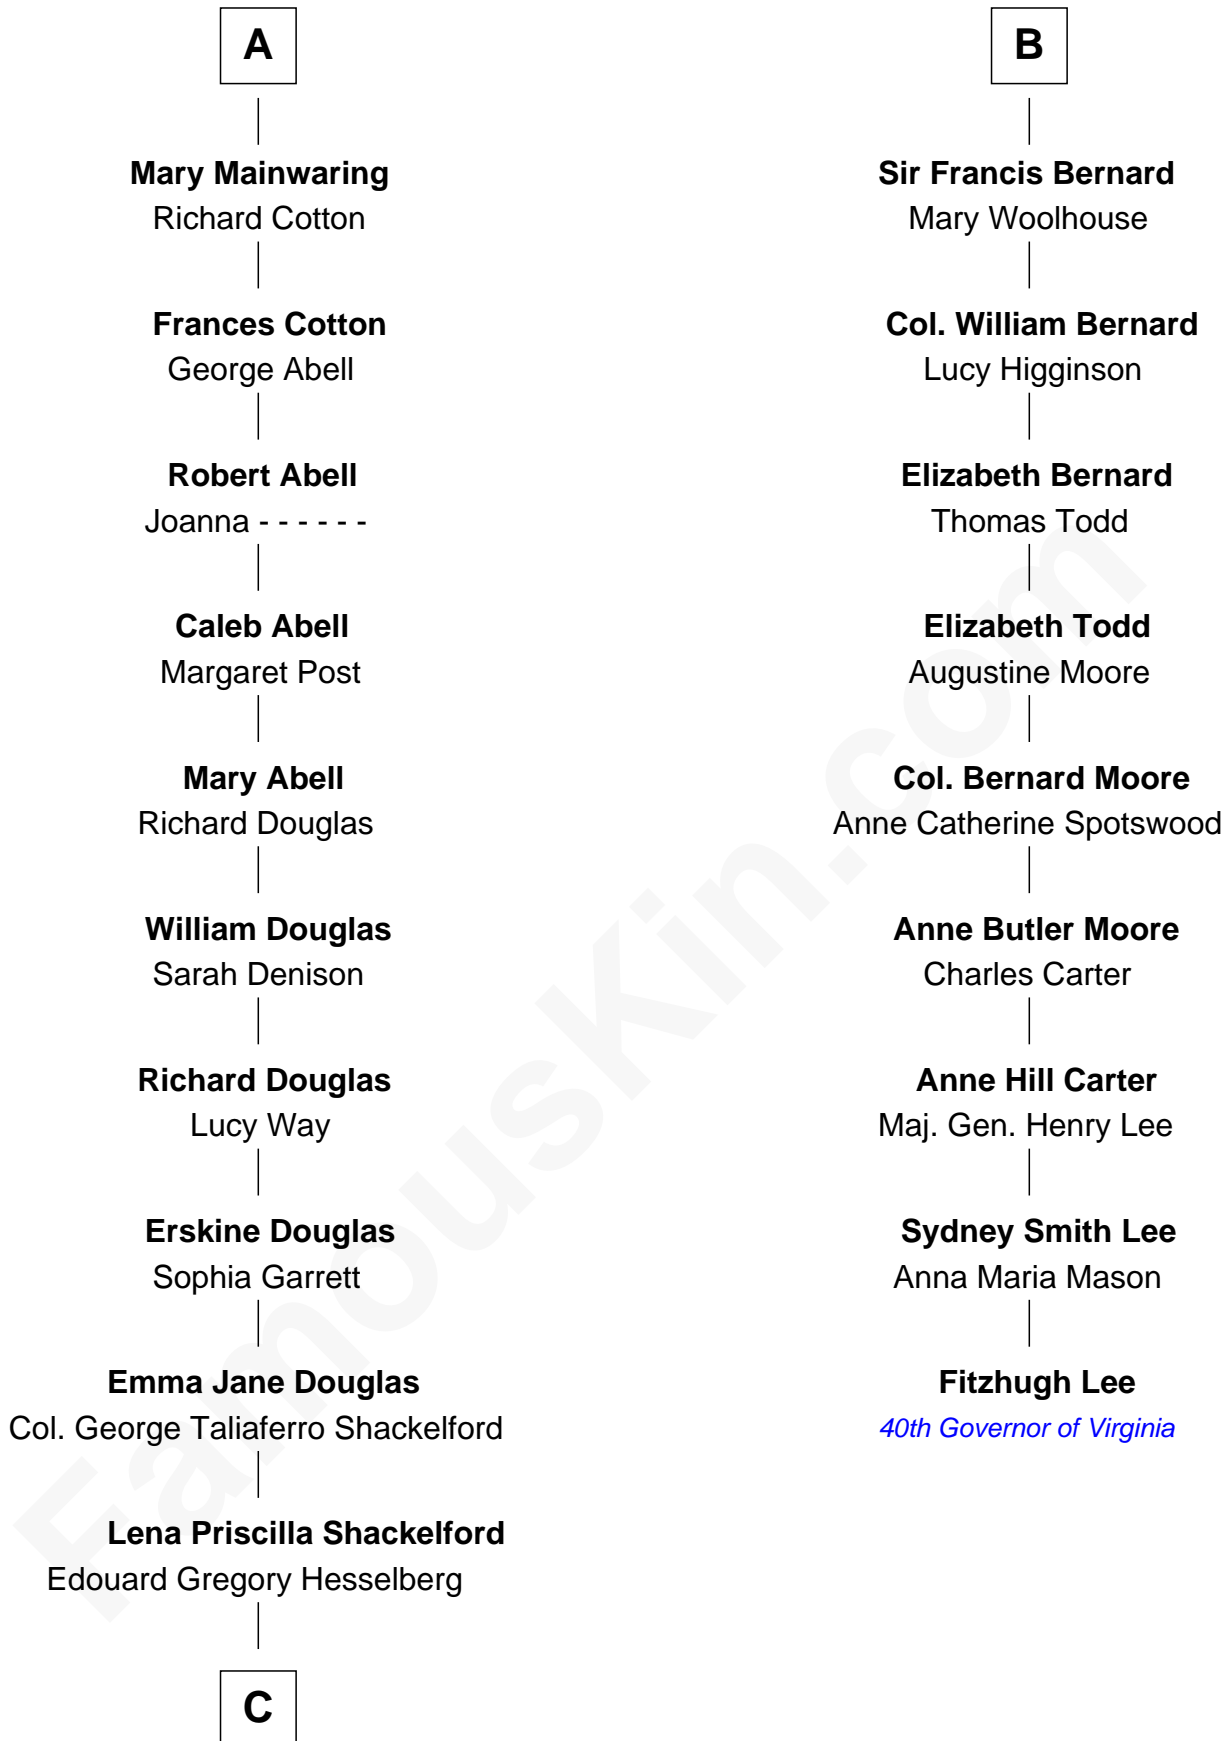 A
Mary Mainwaring
Richard Cotton
Frances Cotton
George Abell
Robert Abell
Joanna - - - - - -
Caleb Abell
Margaret Post
Mary Abell
Richard Douglas
William Douglas
Sarah Denison
Richard Douglas
Lucy Way
Erskine Douglas
Sophia Garrett
Emma Jane Douglas
Col. George Taliaferro Shackelford
Lena Priscilla Shackelford
Edouard Gregory Hesselberg
C
B
Sir Francis Bernard
Mary Woolhouse
Col. William Bernard
Lucy Higginson
Elizabeth Bernard
Thomas Todd
Elizabeth Todd
Augustine Moore
Col. Bernard Moore
Anne Catherine Spotswood
Anne Butler Moore
Charles Carter
Anne Hill Carter
Maj. Gen. Henry Lee
Sydney Smith Lee
Anna Maria Mason
Fitzhugh Lee
40th Governor of Virginia
FamousKin.com